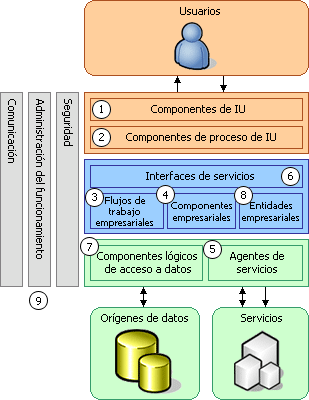 Usuarios
1 Componentes de IU
2 Componentes de proceso de IU
Interfaces de servicios 6
3 Flujos de
trabajo
empresariales
4 Componentes
empresariales
8 Entidades
empresariales
7 Componentes lógicos
de acceso a datos
5 Agentes de
servicios
Orígenes de datos
Servicios
Comunicación
Administración del funcionamiento
Seguridad
9